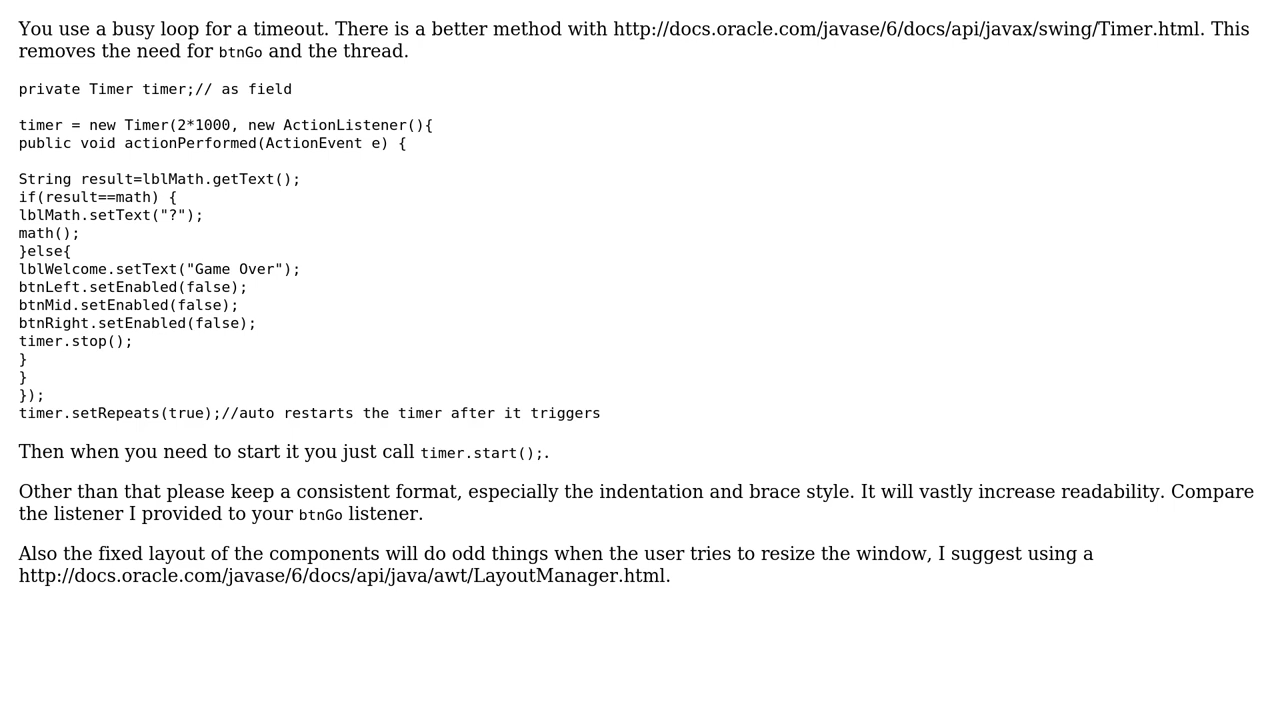 You use a busy loop for a timeout. There is a better method with http://docs.oracle.com/javase/6/docs/api/javax/swing/Timer.html. This
removes the need for btnGo and the thread.
private Timer timer;// as field
timer = new Timer(2*1000, new ActionListener(){
public void actionPerformed(ActionEvent e) {
String result=lblMath.getText();
if(result==math) {
lblMath.setText("?");
math();
}else{
lblWelcome.setText("Game Over");
btnLeft.setEnabled(false);
btnMid.setEnabled(false);
btnRight.setEnabled(false);
timer.stop();
}
}
});
timer.setRepeats(true);//auto restarts the timer after it triggers
Then when you need to start it you just call timer.start();.
Other than that please keep a consistent format, especially the indentation and brace style. It will vastly increase readability. Compare
the listener I provided to your btnGo listener.
Also the fixed layout of the components will do odd things when the user tries to resize the window, I suggest using a
http://docs.oracle.com/javase/6/docs/api/java/awt/LayoutManager.html.